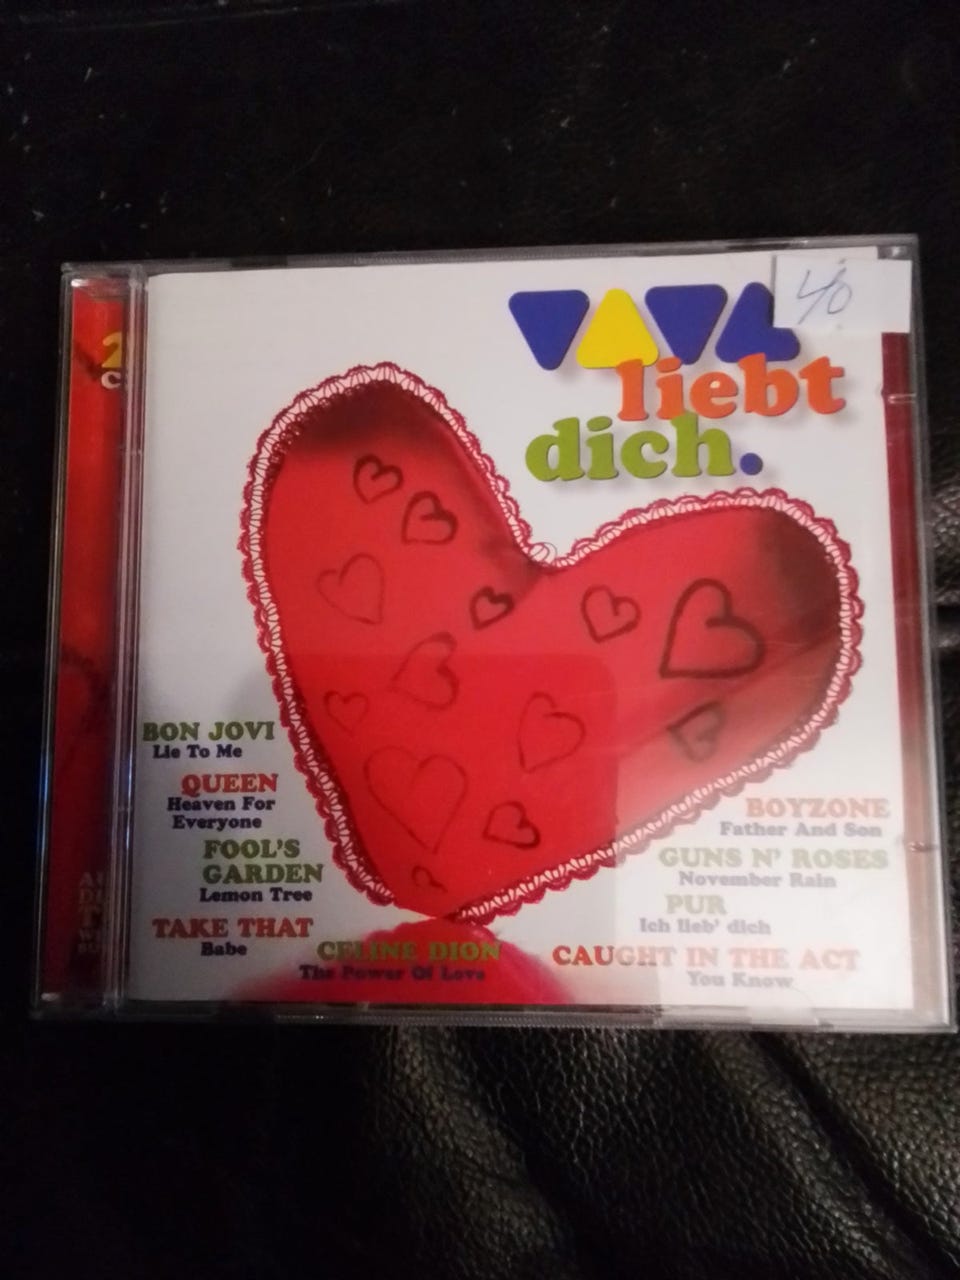 VIVA
liebt
dich.
40
2
BON JOVI
Lie To Me
QUEEN
Heaven For
Everyone
FOOL'S
GARDEN
Lemon Tree
TAKE THAT
Babe
CELINE DION
The Power Of Love
BOYZONE
Father And Son
GUNS N' ROSES
November Rain
PUR
Ich lieb' dich
CAUGHT IN THE ACT
You Know